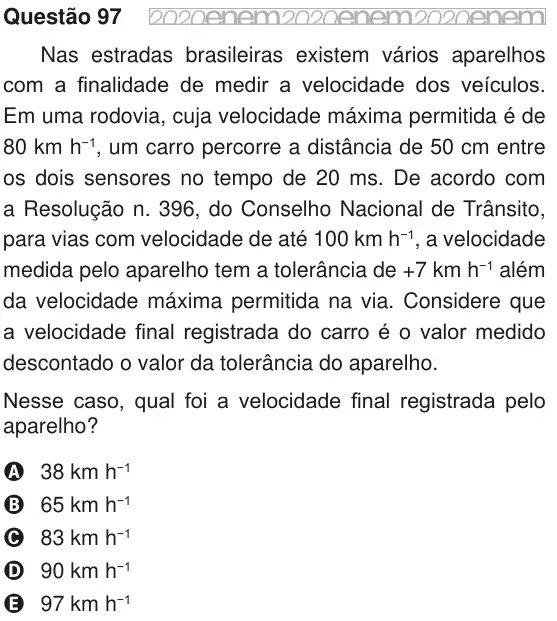 Questão 97 2020enem2020enem2020enem
Nas estradas brasileiras existem vários aparelhos
com a finalidade de medir a velocidade dos veículos.
Em uma rodovia, cuja velocidade máxima permitida é de
80 km h⁻¹, um carro percorre a distância de 50 cm entre
os dois sensores no tempo de 20 ms. De acordo com
a Resolução n. 396, do Conselho Nacional de Trânsito,
para vias com velocidade de até 100 km h⁻¹, a velocidade
medida pelo aparelho tem a tolerância de +7 km h⁻¹ além
da velocidade máxima permitida na via. Considere que
a velocidade final registrada do carro é o valor medido
descontado o valor da tolerância do aparelho.
Nesse caso, qual foi a velocidade final registrada pelo
aparelho?
A 38 km h⁻¹
B 65 km h⁻¹
C 83 km h⁻¹
D 90 km h⁻¹
E 97 km h⁻¹